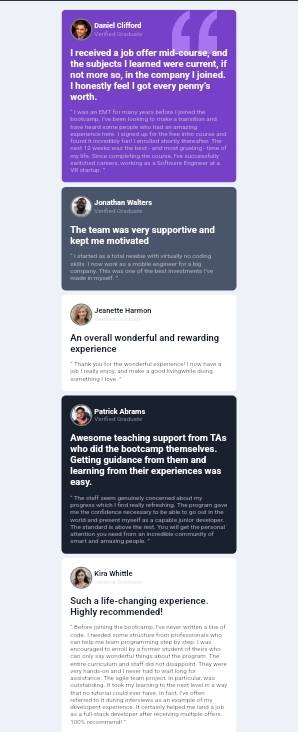 Daniel Clifford
Verified Graduate
I received a job offer mid-course, and
the subjects I learned were current, if
not more so, in the company I joined.
I honestly feel I got every penny's
worth.
" I was an EMT for many years before I joined the
bootcamp. I've been looking to make a transition and
have heard some people who had an amazing
experience here. I signed up for the free intro course and
found it incredibly fun! I enrolled shortly thereafter. The
next 12 weeks was the best - and most grueling - time of
my life. Since completing the course, I've successfully
switched careers, working as a Software Engineer at a
VR startup. "
Jonathan Walters
Verified Graduate
The team was very supportive and
kept me motivated
" I started as a total newbie with virtually no coding
skills. I now work as a mobile engineer for a big
company. This was one of the best investments I've
made in myself. "
Jeanette Harmon
Verified Graduate
An overall wonderful and rewarding
experience
" Thank you for the wonderful experience! I now have a
job I really enjoy, and make a good livingwhile doing
something I love. "
Patrick Abrams
Verified Graduate
Awesome teaching support from TAs
who did the bootcamp themselves.
Getting guidance from them and
learning from their experiences was
easy.
" The staff seem genuinely concerned about my
progress which I find really refreshing. The program gave
me the confidence necessary to be able to go out in the
world and present myself as a capable junior developer.
The standard is above the rest. You will get the personal
attention you need from an incredible community of
smart and amazing people. "
Kira Whittle
Verified Graduate
Such a life-changing experience.
Highly recommended!
" Before joining the bootcamp, I've never written a line of
code. I needed some structure from professionals who
can help me learn programming step by step. I was
encouraged to enroll by a former student of theirs who
can only say wonderful things about the program. The
entire curriculum and staff did not disappoint. They were
very hands-on and I never had to wait long for
assistance. The agile team project, in particular, was
outstanding. It took my learning to the next level in a way
that no tutorial could ever have. In fact, I've often
referred to it during interviews as an example of my
developent experience. It certainly helped me land a job
as a full-stack developer after receiving multiple offers.
100% recommend! "